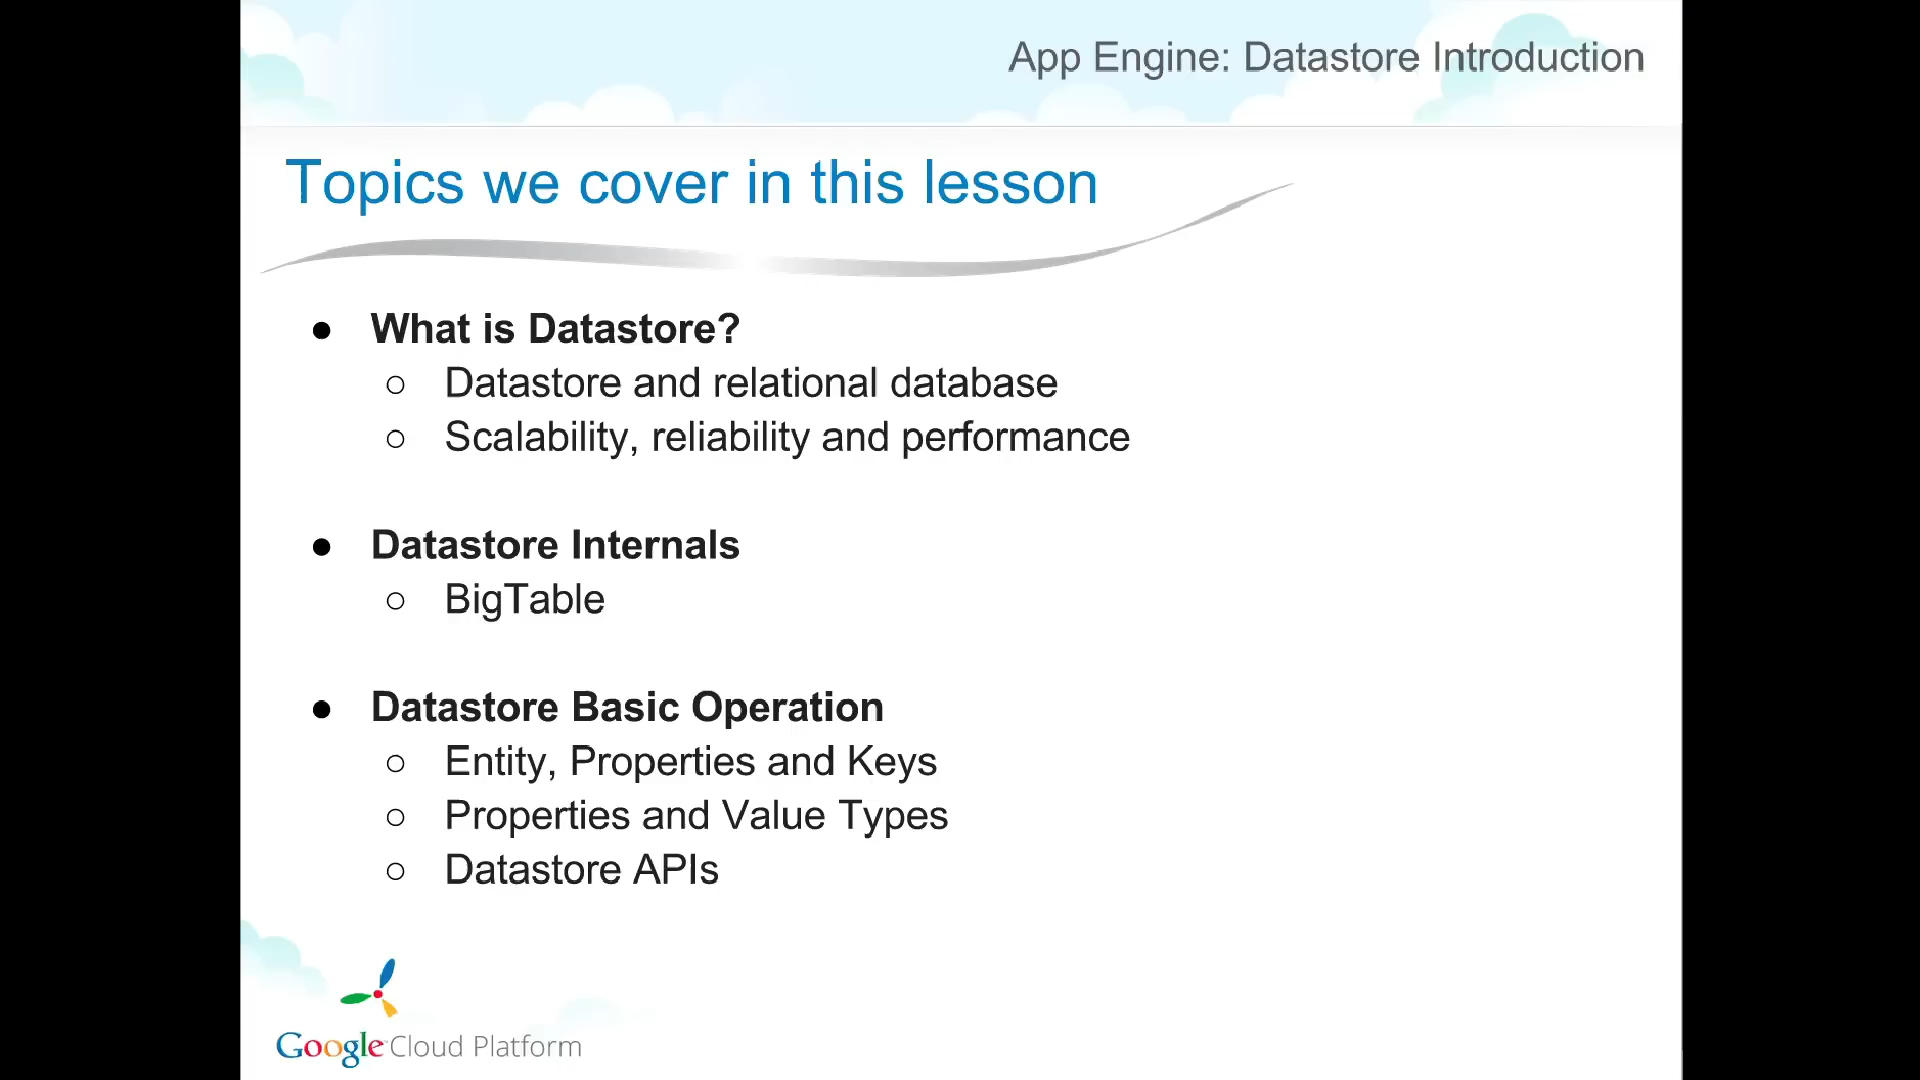 App Engine: Datastore Introduction
Topics we cover in this lesson
● What is Datastore?
○ Datastore and relational database
○ Scalability, reliability and performance
● Datastore Internals
○ BigTable
● Datastore Basic Operation
○ Entity, Properties and Keys
○ Properties and Value Types
○ Datastore APIs
Google Cloud Platform